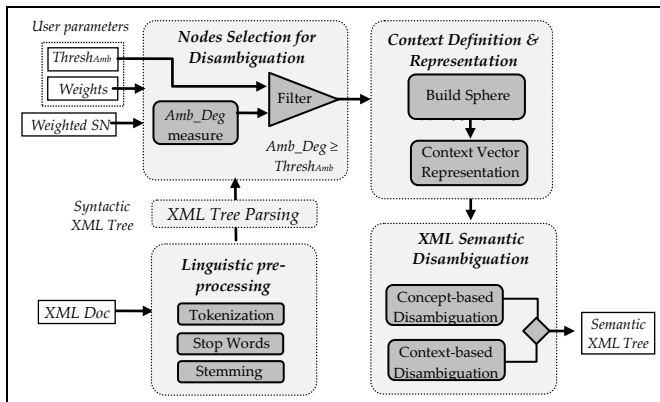 User parameters
ThreshAmb
Weights
Weighted SN
Nodes Selection for
Disambiguation
Filter
Amb_Deg
measure
Amb_Deg ≥
ThreshAmb
Context Definition &
Representation
Build Sphere
Context Vector
Representation
Syntactic
XML Tree
XML Tree Parsing
Linguistic pre-
processing
XML Doc
Tokenization
Stop Words
Stemming
XML Semantic
Disambiguation
Concept-based
Disambiguation
Context-based
Disambiguation
Semantic
XML Tree